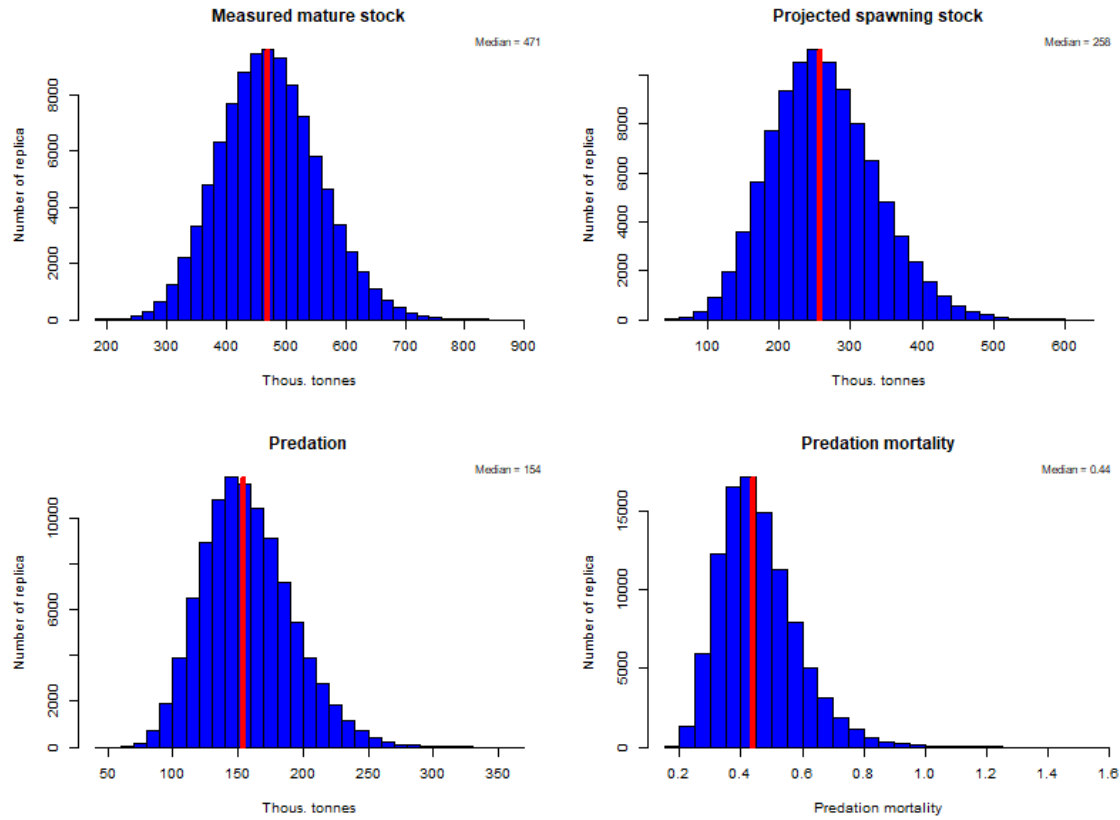 Measured mature stock
Median = 471
Number of replica
0
2000
4000
6000
8000
200
300
400
500
600
700
800
900
Thous. tonnes
Projected spawning stock
Median = 258
Number of replica
0
2000
4000
6000
8000
100
200
300
400
500
600
Thous. tonnes
Predation
Median = 154
Number of replica
0
2000
6000
10000
50
100
150
200
250
300
350
Thous. tonnes
Predation mortality
Median = 0.44
Number of replica
0
5000
10000
15000
0.2
0.4
0.6
0.8
1.0
1.2
1.4
1.6
Predation mortality